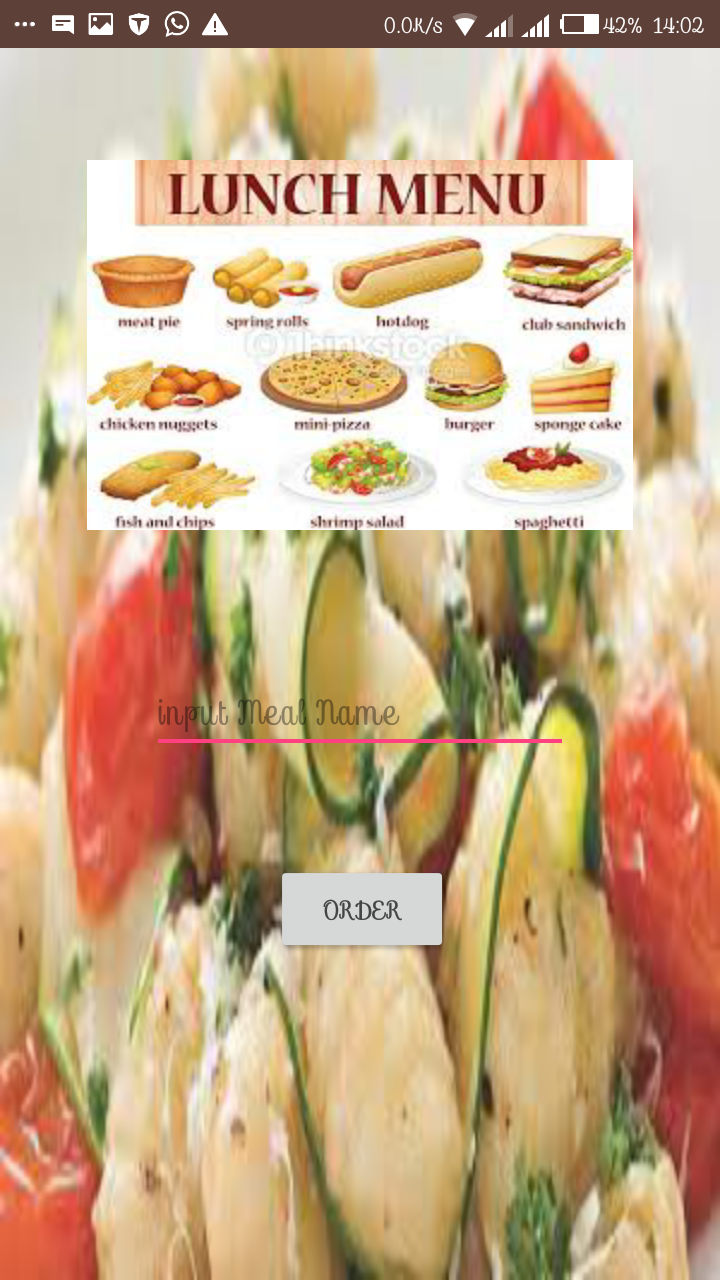 0.0K/s 42% 14:02
LUNCH MENU
meat pie spring rolls hotdog club sandwich
Thinkstock
chicken nuggets mini-pizza burger sponge cake
fish and chips shrimp salad spaghetti
input Meal Name
ORDER